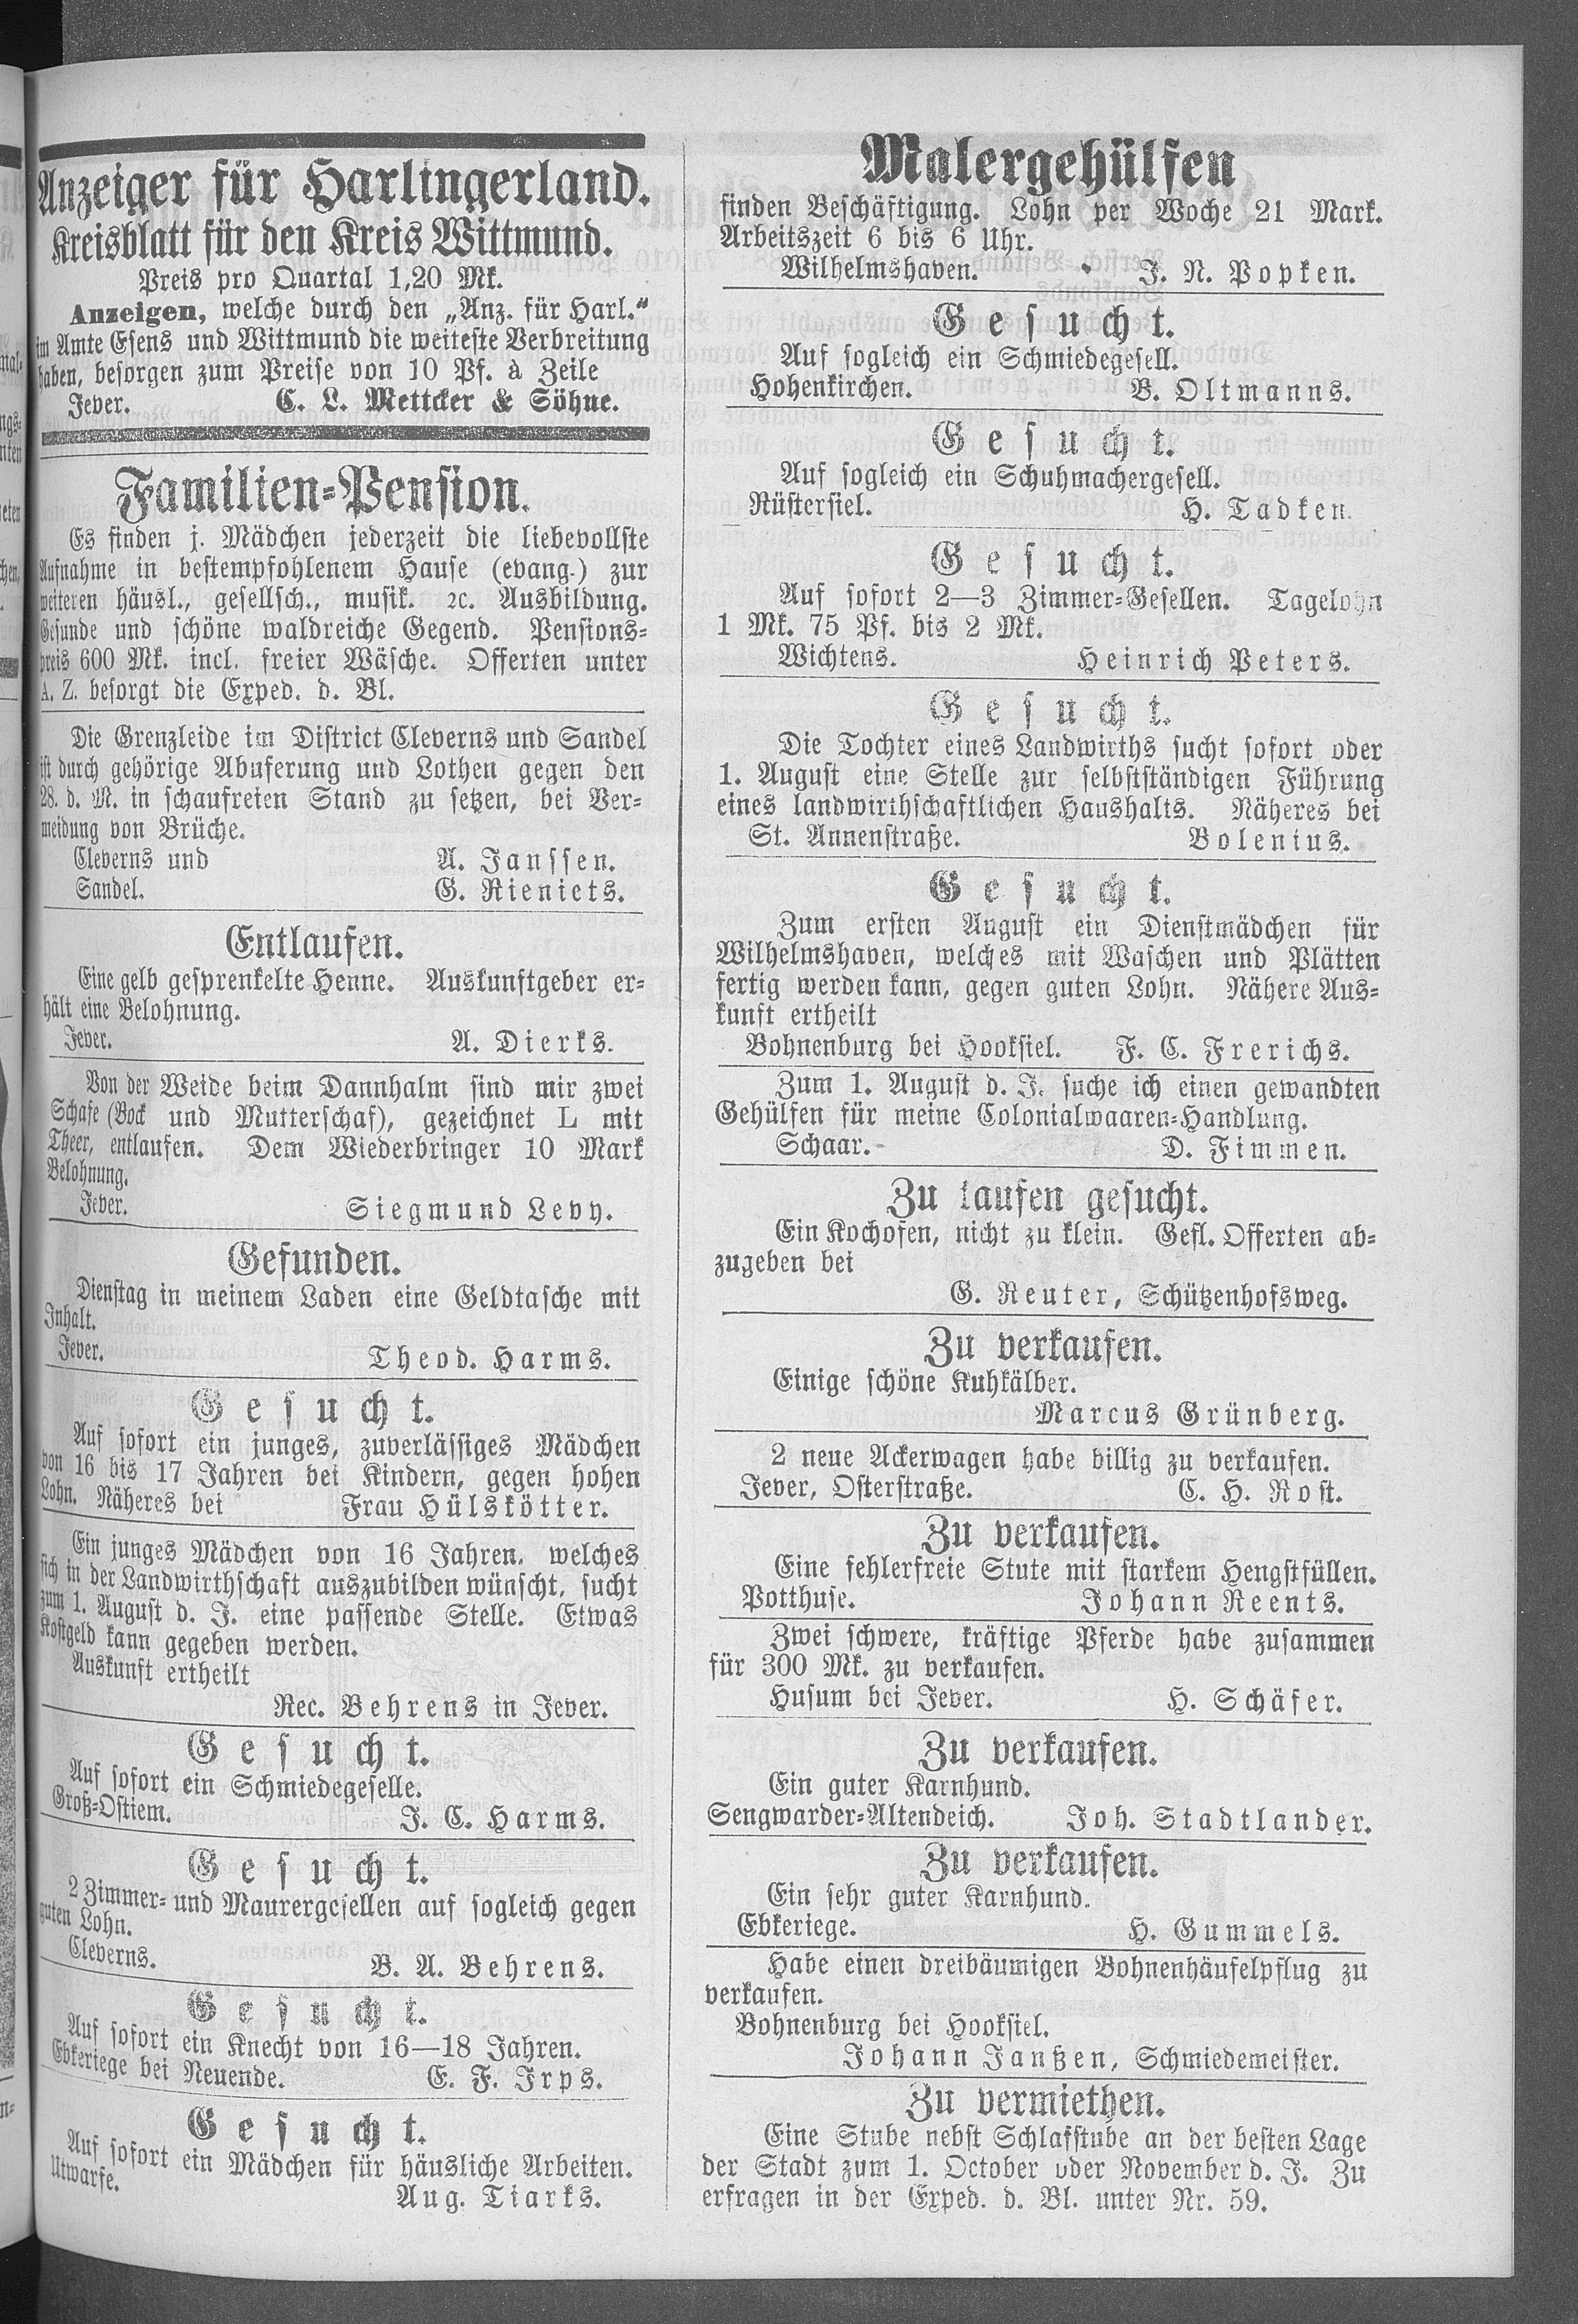 Anzeiger für Harlingerland.
Kreisblatt für den Kreis Wittmund.
Preis pro Quartal 1,20 Mk.
Anzeigen, welche durch den „Anz. für Harl.“
im Amte Esens und Wittmund die weiteste Verbreitung
haben, besorgen zum Preise von 10 Pf. à Zeile
Jever. C. L. Mettcker & Söhne.
Familien-Pension.
Es finden j. Mädchen jederzeit die liebevollste
Aufnahme in bestempfohlenem Hause (evang.) zur
weiteren häusl., gesellsch., musik. ꝛc. Ausbildung.
Gesunde und schöne waldreiche Gegend. Pensions-
preis 600 Mk. incl. freier Wäsche. Offerten unter
A. Z. besorgt die Exped. d. Bl.
Die Grenzleide im District Cleverns und Sandel
ist durch gehörige Abuferung und Lothen gegen den
28. d. M. in schaufreien Stand zu setzen, bei Ver-
meidung von Brüche.
Cleverns und A. Janssen.
Sandel. G. Rieniets.
Entlaufen.
Eine gelb gesprenkelte Henne. Auskunftgeber er-
hält eine Belohnung.
Jever. A. Dierks.
Von der Weide beim Dannhalm sind mir zwei
Schafe (Bock und Mutterschaf), gezeichnet L mit
Theer, entlaufen. Dem Wiederbringer 10 Mark
Belohnung.
Jever. Siegmund Levy.
Gefunden.
Dienstag in meinem Laden eine Geldtasche mit
Inhalt.
Jever. Theod. Harms.
Gesucht.
Auf sofort ein junges, zuverlässiges Mädchen
von 16 bis 17 Jahren bei Kindern, gegen hohen
Lohn. Näheres bei Frau Hülskötter.
Ein junges Mädchen von 16 Jahren, welches
sich in der Landwirthschaft auszubilden wünscht, sucht
zum 1. August d. J. eine passende Stelle. Etwas
Kostgeld kann gegeben werden.
Auskunft ertheilt
Rec. Behrens in Jever.
Gesucht.
Auf sofort ein Schmiedegeselle.
Groß-Ostiem. J. C. Harms.
Gesucht.
2 Zimmer- und Maurergesellen auf sogleich gegen
guten Lohn.
Cleverns. B. A. Behrens.
Gesucht.
Auf sofort ein Knecht von 16—18 Jahren.
Ebkeriege bei Neuende. E. F. Irps.
Gesucht.
Auf sofort ein Mädchen für häusliche Arbeiten.
Utwarfe.
Aug. Tiarks.
Malergehülfen
finden Beschäftigung. Lohn per Woche 21 Mark.
Arbeitszeit 6 bis 6 Uhr.
Wilhelmshaven. J. N. Popken.
Gesucht.
Auf sogleich ein Schmiedegesell.
Hohenkirchen. B. Oltmanns.
Gesucht.
Auf sogleich ein Schuhmachergesell.
Rüstersiel. H. Tadken.
Gesucht.
Auf sofort 2—3 Zimmer-Gesellen. Tagelohn
1 Mk. 75 Pf. bis 2 Mk.
Wichtens. Heinrich Peters.
Gesucht.
Die Tochter eines Landwirths sucht sofort oder
1. August eine Stelle zur selbstständigen Führung
eines landwirthschaftlichen Haushalts. Näheres bei
St. Annenstraße. Bolenius.
Gesucht.
Zum ersten August ein Dienstmädchen für
Wilhelmshaven, welches mit Waschen und Plätten
fertig werden kann, gegen guten Lohn. Nähere Aus-
kunft ertheilt
Bohnenburg bei Hooksiel. F. C. Frerichs.
Zum 1. August d. J. suche ich einen gewandten
Gehülfen für meine Colonialwaaren-Handlung.
Schaar. D. Fimmen.
Zu kaufen gesucht.
Ein Kochofen, nicht zu klein. Gefl. Offerten ab-
zugeben bei
G. Reuter, Schützenhofsweg.
Zu verkaufen.
Einige schöne Kuhkälber.
Marcus Grünberg.
2 neue Ackerwagen habe billig zu verkaufen.
Jever, Osterstraße. C. H. Rost.
Zu verkaufen.
Eine fehlerfreie Stute mit starkem Hengstfüllen.
Potthuse. Johann Reents.
Zwei schwere, kräftige Pferde habe zusammen
für 300 Mk. zu verkaufen.
Husum bei Jever. H. Schäfer.
Zu verkaufen.
Ein guter Karnhund.
Sengwarder-Altendeich. Joh. Stadtlander.
Zu verkaufen.
Ein sehr guter Karnhund.
Ebkeriege. H. Gummels.
Habe einen dreibäumigen Bohnenhäufelpflug zu
verkaufen.
Bohnenburg bei Hooksiel.
Johann Janßen, Schmiedemeister.
Zu vermiethen.
Eine Stube nebst Schlafstube an der besten Lage
der Stadt zum 1. October oder November d. J. Zu
erfragen in der Exped. d. Bl. unter Nr. 59.